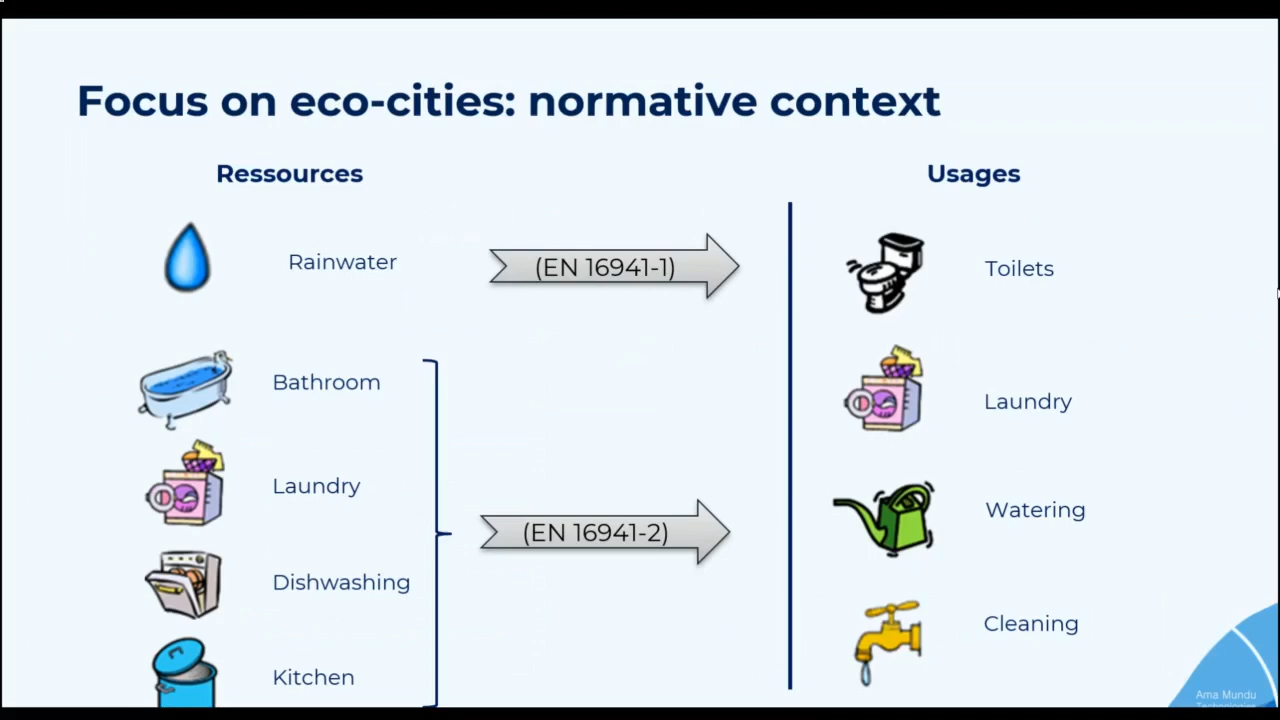 Focus on eco-cities: normative context
Ressources
Usages
Rainwater
(EN 16941-1)
Toilets
Bathroom
Laundry
Laundry
Watering
(EN 16941-2)
Dishwashing
Cleaning
Kitchen
Ama Mundu
Technologies